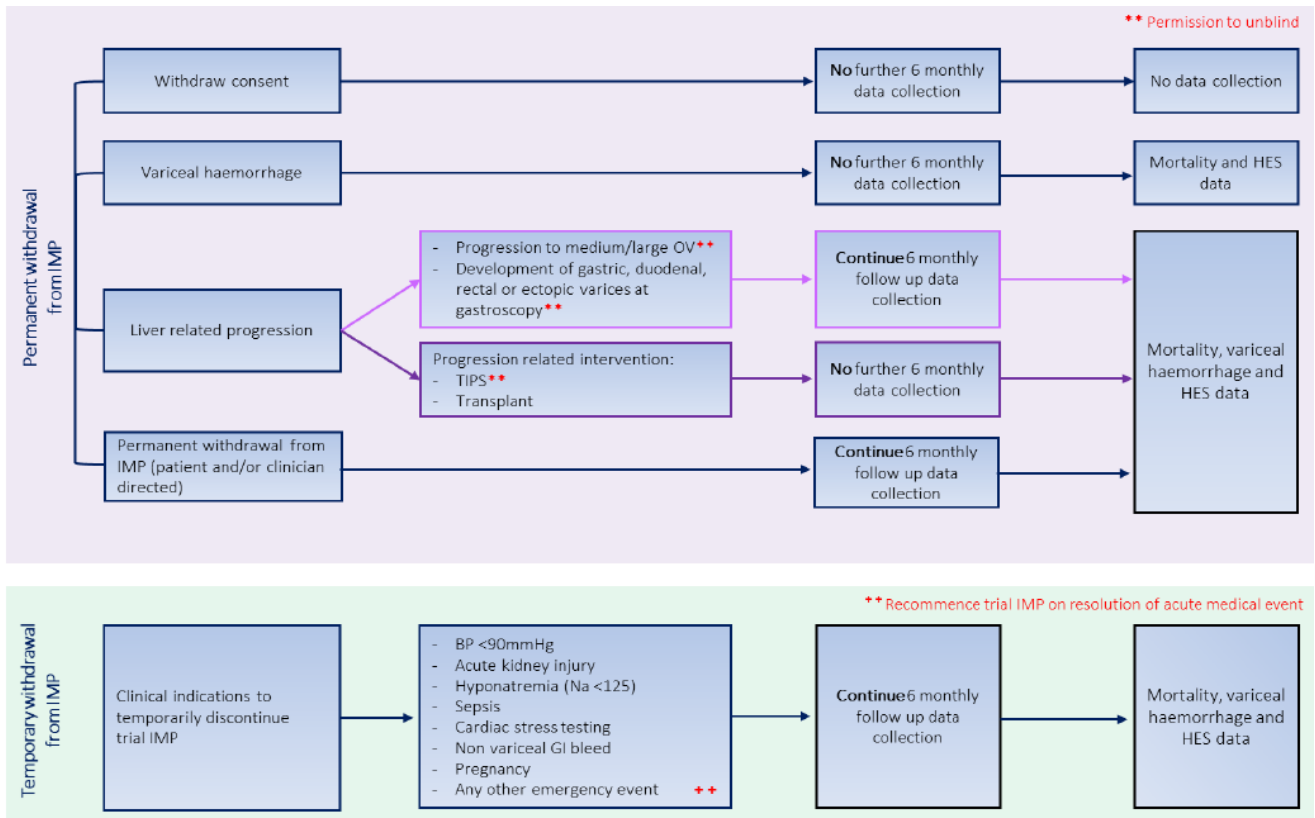 ** Permission to unblind
Permanent withdrawal
from IMP
Withdraw consent
No further 6 monthly
data collection
No data collection
Variceal haemorrhage
No further 6 monthly
data collection
Mortality and HES
data
Liver related progression
- Progression to medium/large OV**
- Development of gastric, duodenal,
rectal or ectopic varices at
gastroscopy**
Continue 6 monthly
follow up data
collection
Progression related intervention:
- TIPS**
- Transplant
No further 6 monthly
data collection
Mortality, variceal
haemorrhage and
HES data
Permanent withdrawal from
IMP (patient and/or clinician
directed)
Continue 6 monthly
follow up data
collection
++ Recommence trial IMP on resolution of acute medical event
Temporary withdrawal
from IMP
Clinical indications to
temporarily discontinue
trial IMP
- BP <90mmHg
- Acute kidney injury
- Hyponatremia (Na <125)
- Sepsis
- Cardiac stress testing
- Non variceal GI bleed
- Pregnancy
- Any other emergency event ++
Continue 6 monthly
follow up data
collection
Mortality, variceal
haemorrhage and
HES data